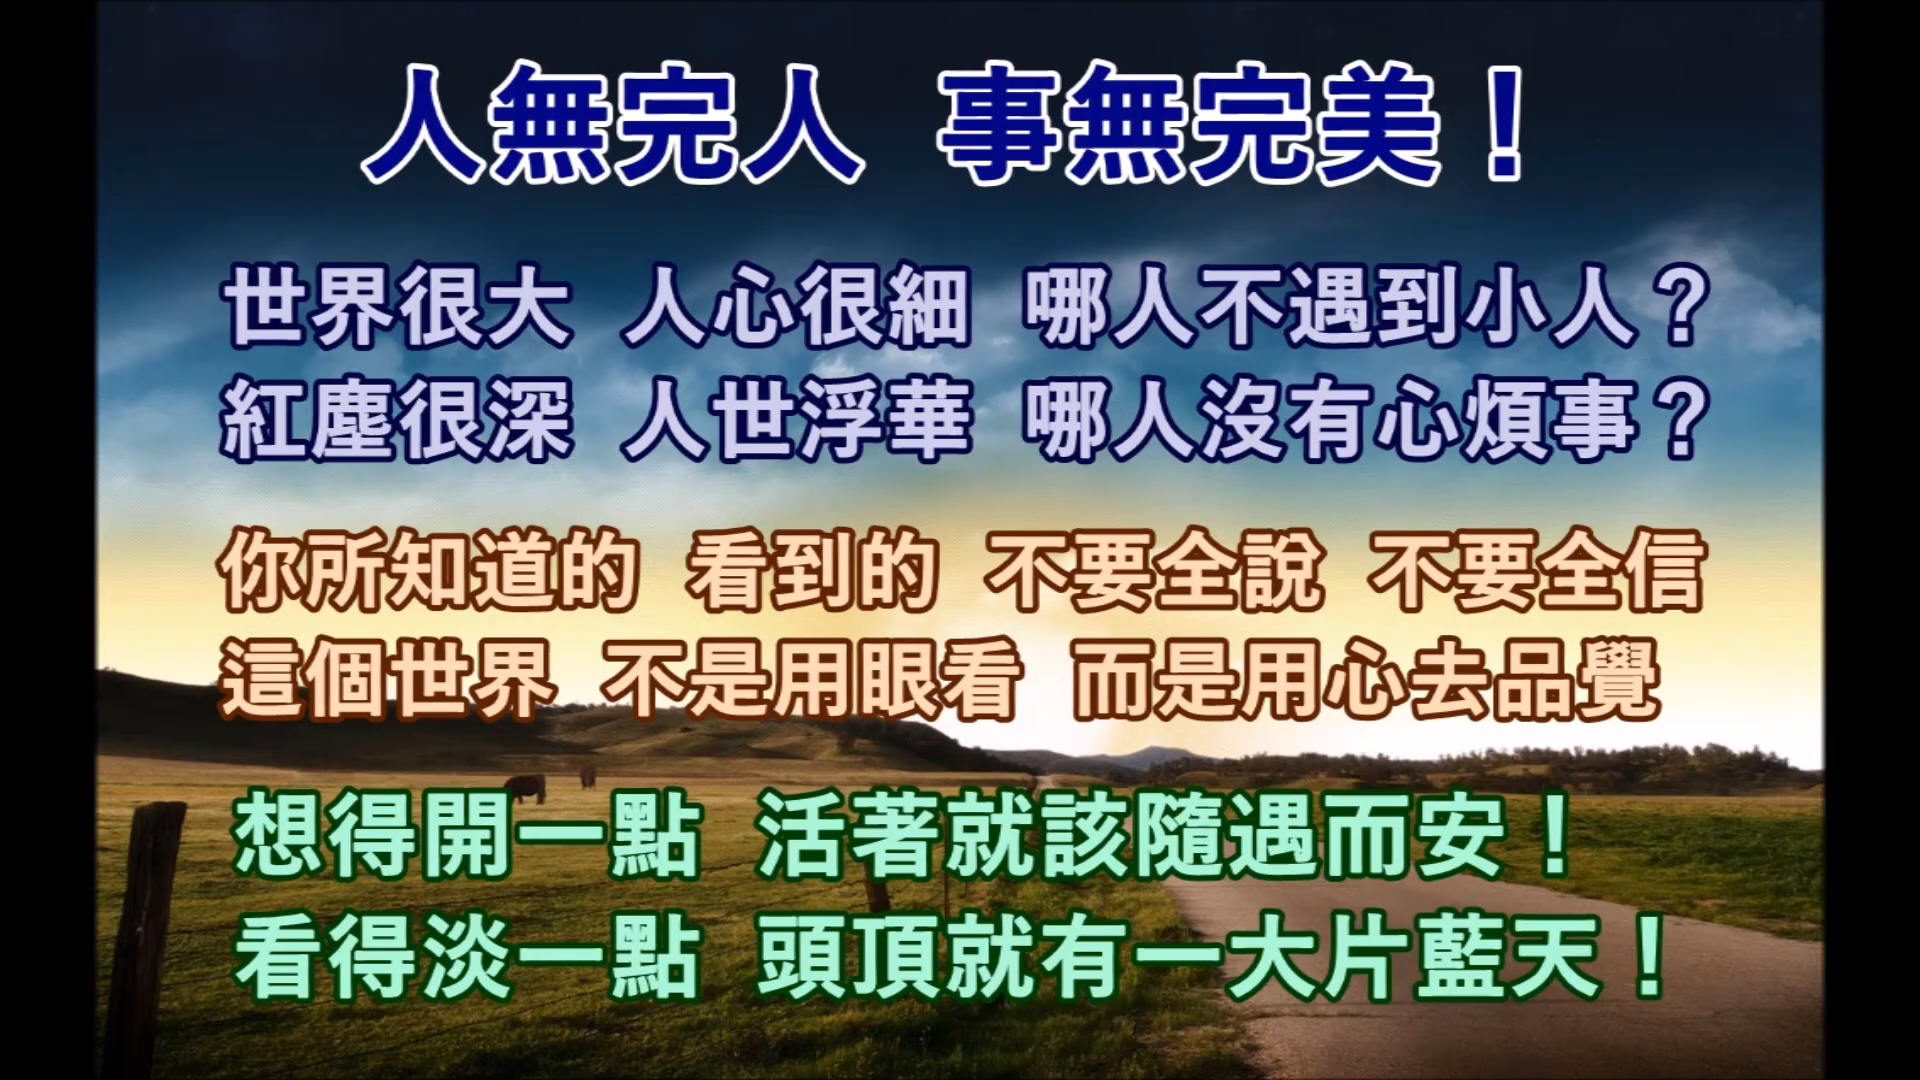 人無完人 事無完美！
世界很大 人心很細 哪人不遇到小人？
紅塵很深 人世浮華 哪人沒有心煩事？
你所知道的 看到的 不要全說 不要全信
這個世界 不是用眼看 而是用心去品覺
想得開一點 活著就該隨遇而安！
看得淡一點 頭頂就有一大片藍天！